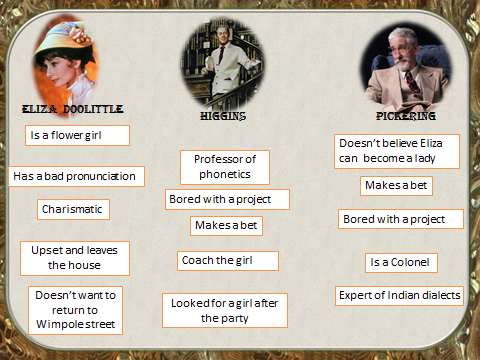 ELIZA DOOLITTLE
Is a flower girl
Has a bad pronunciation
Charismatic
Upset and leaves
the house
Doesn't want to
return to
Wimpole street
HIGGINS
Professor of
phonetics
Bored with a project
Makes a bet
Coach the girl
Looked for a girl after
the party
PICKERING
Doesn't believe Eliza
can become a lady
Makes a bet
Bored with a project
Is a Colonel
Expert of Indian dialects